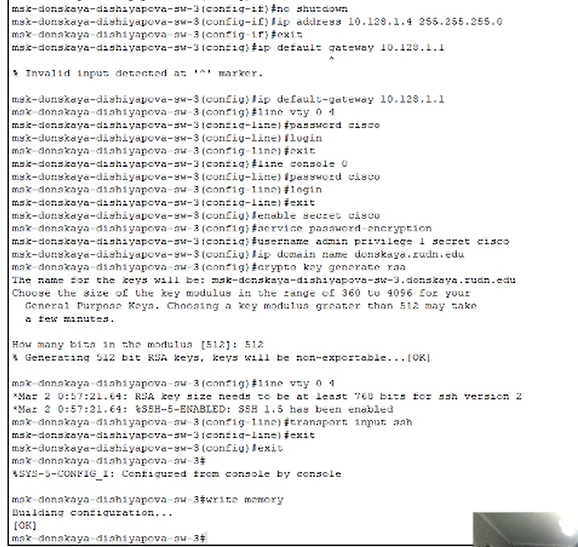 msk-donskaya-dishiyapova-sw-3(config-if)#no shutdown
msk-donskaya-dishiyapova-sw-3(config-if)#ip address 10.128.1.4 255.255.255.0
msk-donskaya-dishiyapova-sw-3(config-if)#exit
msk-donskaya-dishiyapova-sw-3(config)#ip default gateway 10.128.1.1
^
% Invalid input detected at '^' marker.
msk-donskaya-dishiyapova-sw-3(config)#ip default-gateway 10.128.1.1
msk-donskaya-dishiyapova-sw-3(config)#line vty 0 4
msk-donskaya-dishiyapova-sw-3(config-line)#password cisco
msk-donskaya-dishiyapova-sw-3(config-line)#login
msk-donskaya-dishiyapova-sw-3(config-line)#exit
msk-donskaya-dishiyapova-sw-3(config)#line console 0
msk-donskaya-dishiyapova-sw-3(config-line)#password cisco
msk-donskaya-dishiyapova-sw-3(config-line)#login
msk-donskaya-dishiyapova-sw-3(config-line)#exit
msk-donskaya-dishiyapova-sw-3(config)#enable secret cisco
msk-donskaya-dishiyapova-sw-3(config)#service password-encryption
msk-donskaya-dishiyapova-sw-3(config)#username admin privilege 1 secret cisco
msk-donskaya-dishiyapova-sw-3(config)#ip domain name donskaya.rudn.edu
msk-donskaya-dishiyapova-sw-3(config)#crypto key generate rsa
The name for the keys will be: msk-donskaya-dishiyapova-sw-3.donskaya.rudn.edu
Choose the size of the key modulus in the range of 360 to 4096 for your
General Purpose Keys. Choosing a key modulus greater than 512 may take
a few minutes.
How many bits in the modulus [512]: 512
% Generating 512 bit RSA keys, keys will be non-exportable...[OK]
msk-donskaya-dishiyapova-sw-3(config)#line vty 0 4
*Mar 2 0:57:21.64: RSA key size needs to be at least 768 bits for ssh version 2
*Mar 2 0:57:21.64: %SSH-5-ENABLED: SSH 1.5 has been enabled
msk-donskaya-dishiyapova-sw-3(config-line)#transport input ssh
msk-donskaya-dishiyapova-sw-3(config-line)#exit
msk-donskaya-dishiyapova-sw-3(config)#exit
msk-donskaya-dishiyapova-sw-3#
%SYS-5-CONFIG_I: Configured from console by console
msk-donskaya-dishiyapova-sw-3#write memory
Building configuration...
[OK]
msk-donskaya-dishiyapova-sw-3#